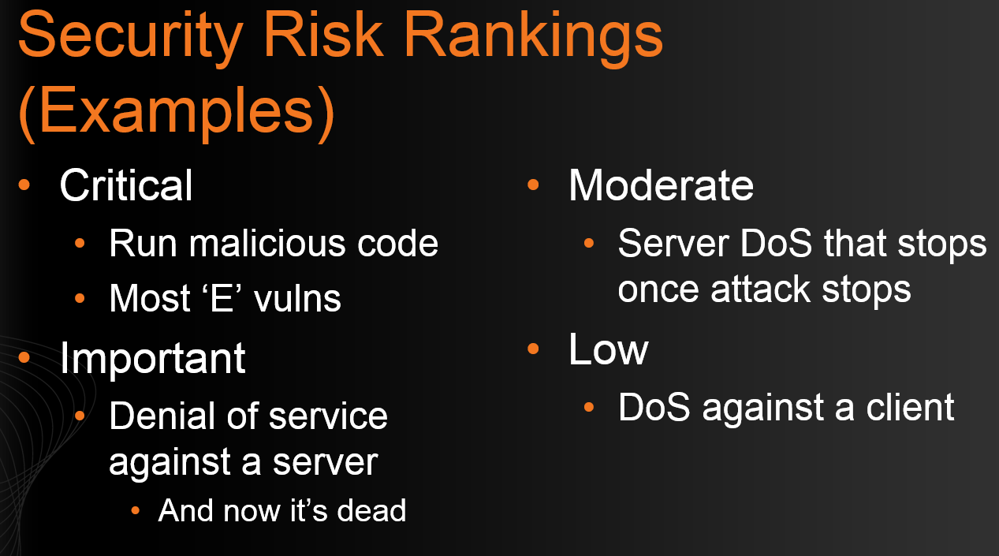 Security Risk Rankings
(Examples)
• Critical
• Run malicious code
• Most ‘E’ vulns
• Important
• Denial of service
against a server
• And now it’s dead
• Moderate
• Server DoS that stops
once attack stops
• Low
• DoS against a client